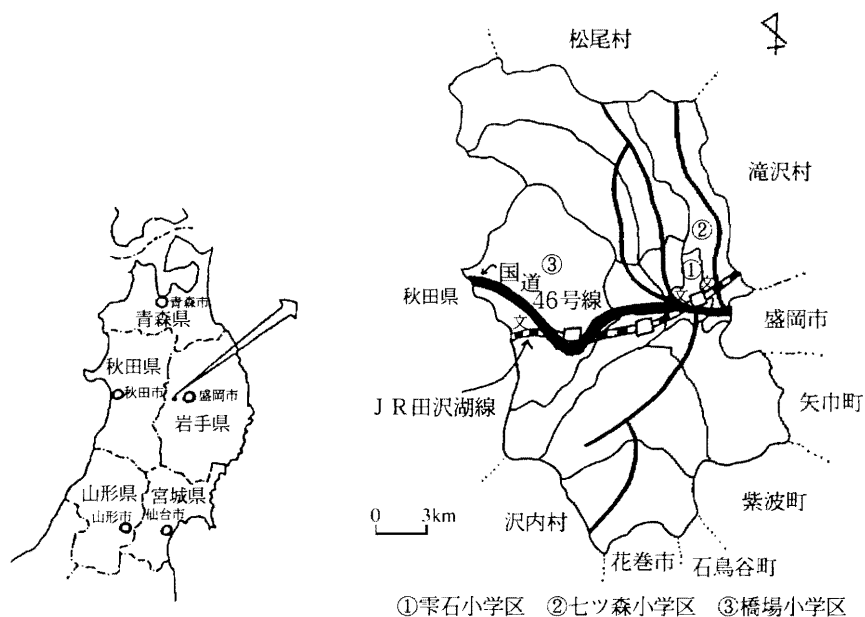 青森市
青森県
秋田県
秋田市
盛岡市
岩手県
山形県
宮城県
山形市
仙台市
松尾村
滝沢村
②
①
③
国道
46号線
秋田県
文
文
文
盛岡市
JR田沢湖線
矢巾町
紫波町
0 3km
沢内村
花巻市
石鳥谷町
①雫石小学区 ②七ツ森小学区 ③橋場小学区